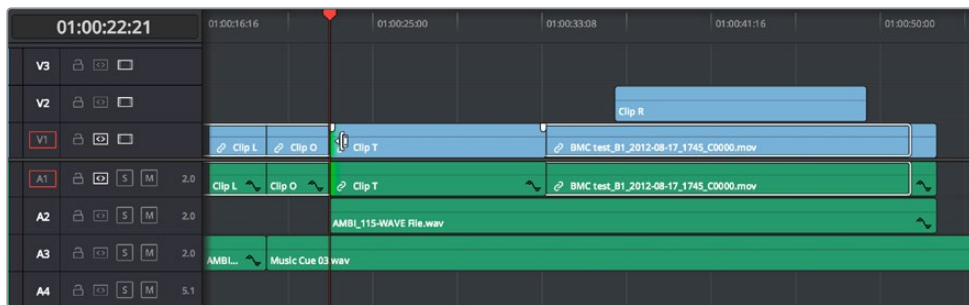 01:00:22:21 01:00:16:16 01:00:25:00 01:00:33:08 01:00:41:16 01:00:50:00
V3
V2 Clip R
V1 Clip L Clip O Clip T BMC test_B1_2012-08-17_1745_C0000.mov
A1 S M 2.0 Clip L Clip O Clip T BMC test_B1_2012-08-17_1745_C0000.mov
A2 S M 2.0 AMBI_115-WAVE File.wav
A3 S M 2.0 AMBI... Music Cue 03.wav
A4 S M 5.1